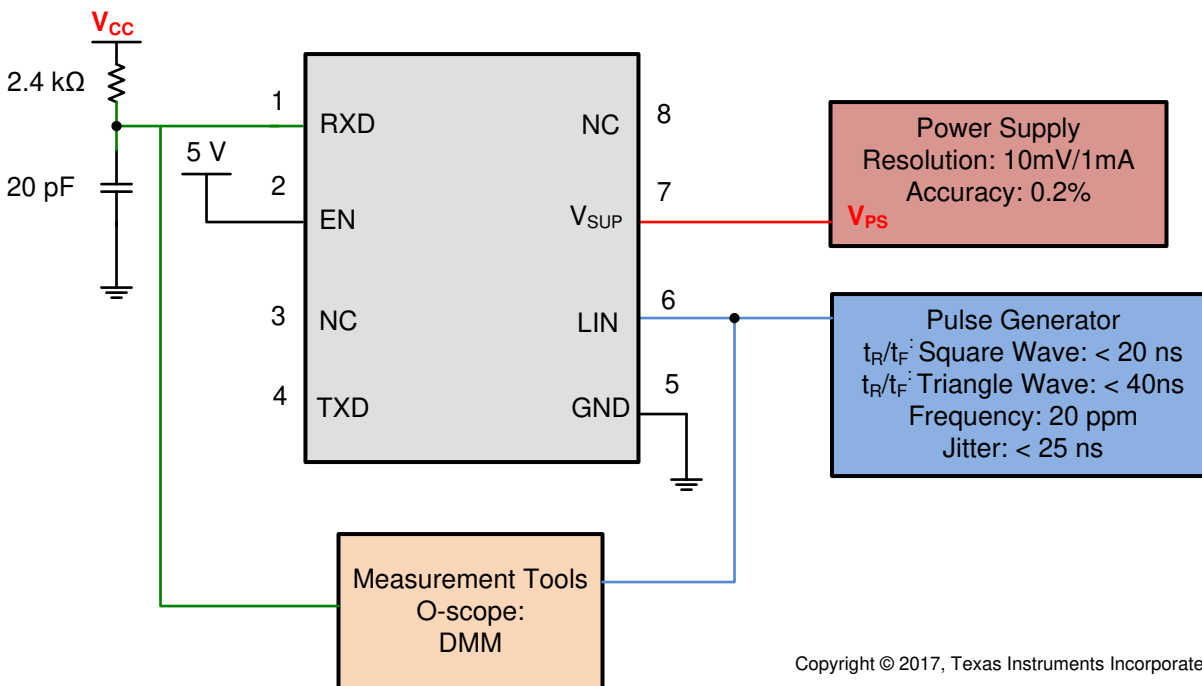 VCC
2.4 kΩ
20 pF
5 V
1
RXD
2
EN
3
NC
4
TXD
8
NC
7
VSUP
6
LIN
5
GND
Power Supply
Resolution: 10mV/1mA
Accuracy: 0.2%
VPS
Pulse Generator
tR/tF: Square Wave: < 20 ns
tR/tF: Triangle Wave: < 40ns
Frequency: 20 ppm
Jitter: < 25 ns
Measurement Tools
O-scope:
DMM
Copyright © 2017, Texas Instruments Incorporate